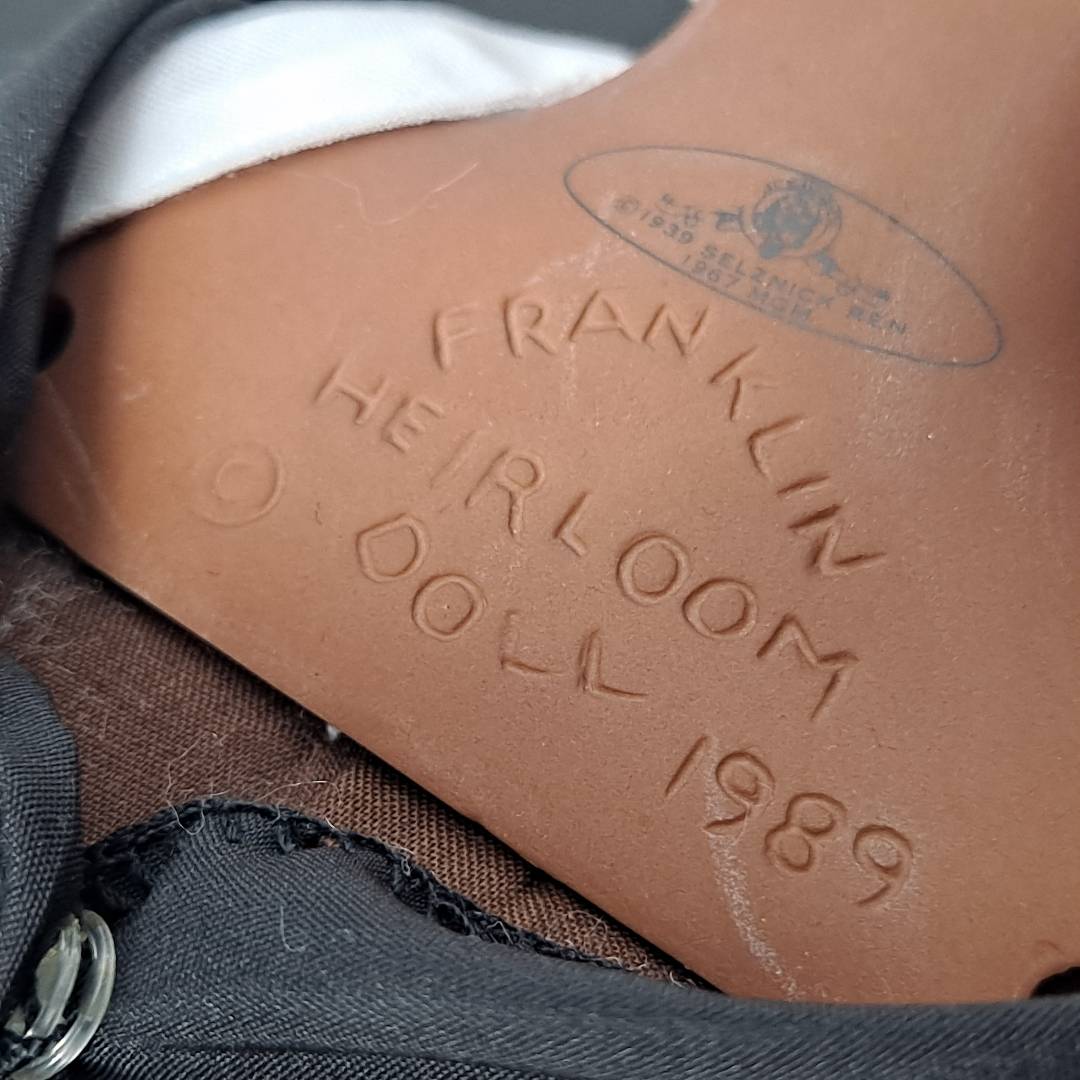 ©1939 SELZNICK REN.
1967 MGM
FRANKLIN
HEIRLOOM
© DOLL
1989